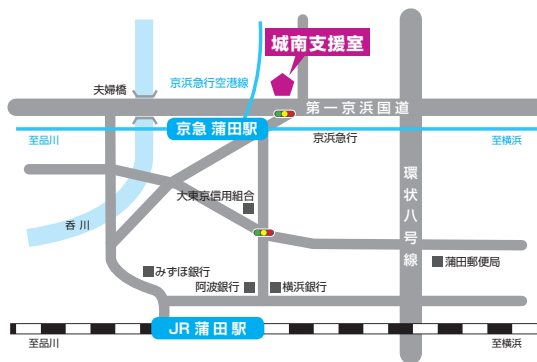 城南支援室
京浜急行空港線
夫婦橋
第一京浜国道
京急 蒲田駅
至品川
京浜急行
至横浜
環状八号線
大東京信用組合
呑川
蒲田郵便局
みずほ銀行
阿波銀行
横浜銀行
JR 蒲田駅
至品川
至横浜